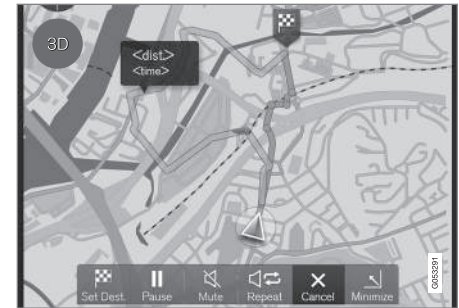 3D
<dist.>
<time>
Set Dest. Pause Mute Repeat Cancel Minimize
G053291